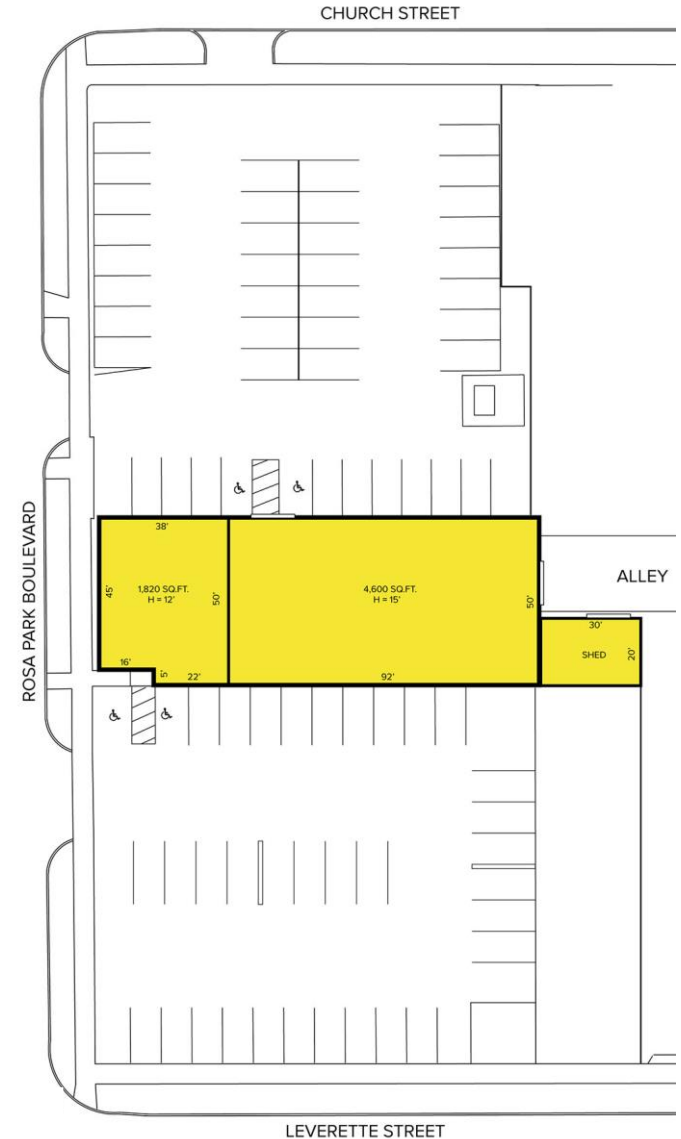 CHURCH STREET
ROSA PARK BOULEVARD
38'
45'
1,820 SQ.FT.
H = 12'
50'
4,600 SQ.FT.
H = 15'
50'
ALLEY
30'
SHED
20'
16'
5'
22'
92'
LEVERETTE STREET